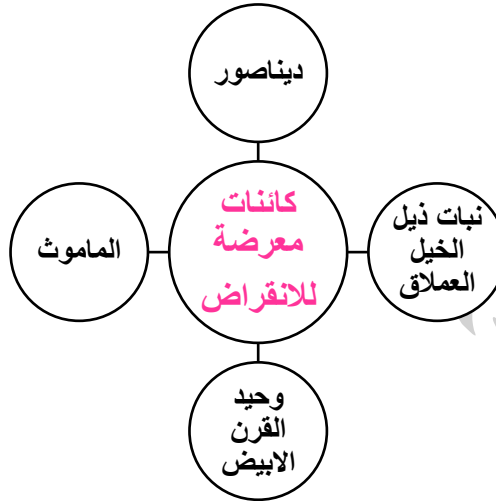 ديناصور
كائنات
معرضة
للانقراض
نبات ذيل
الخيل
العملاق
الماموث
وحيد
القرن
الابيض